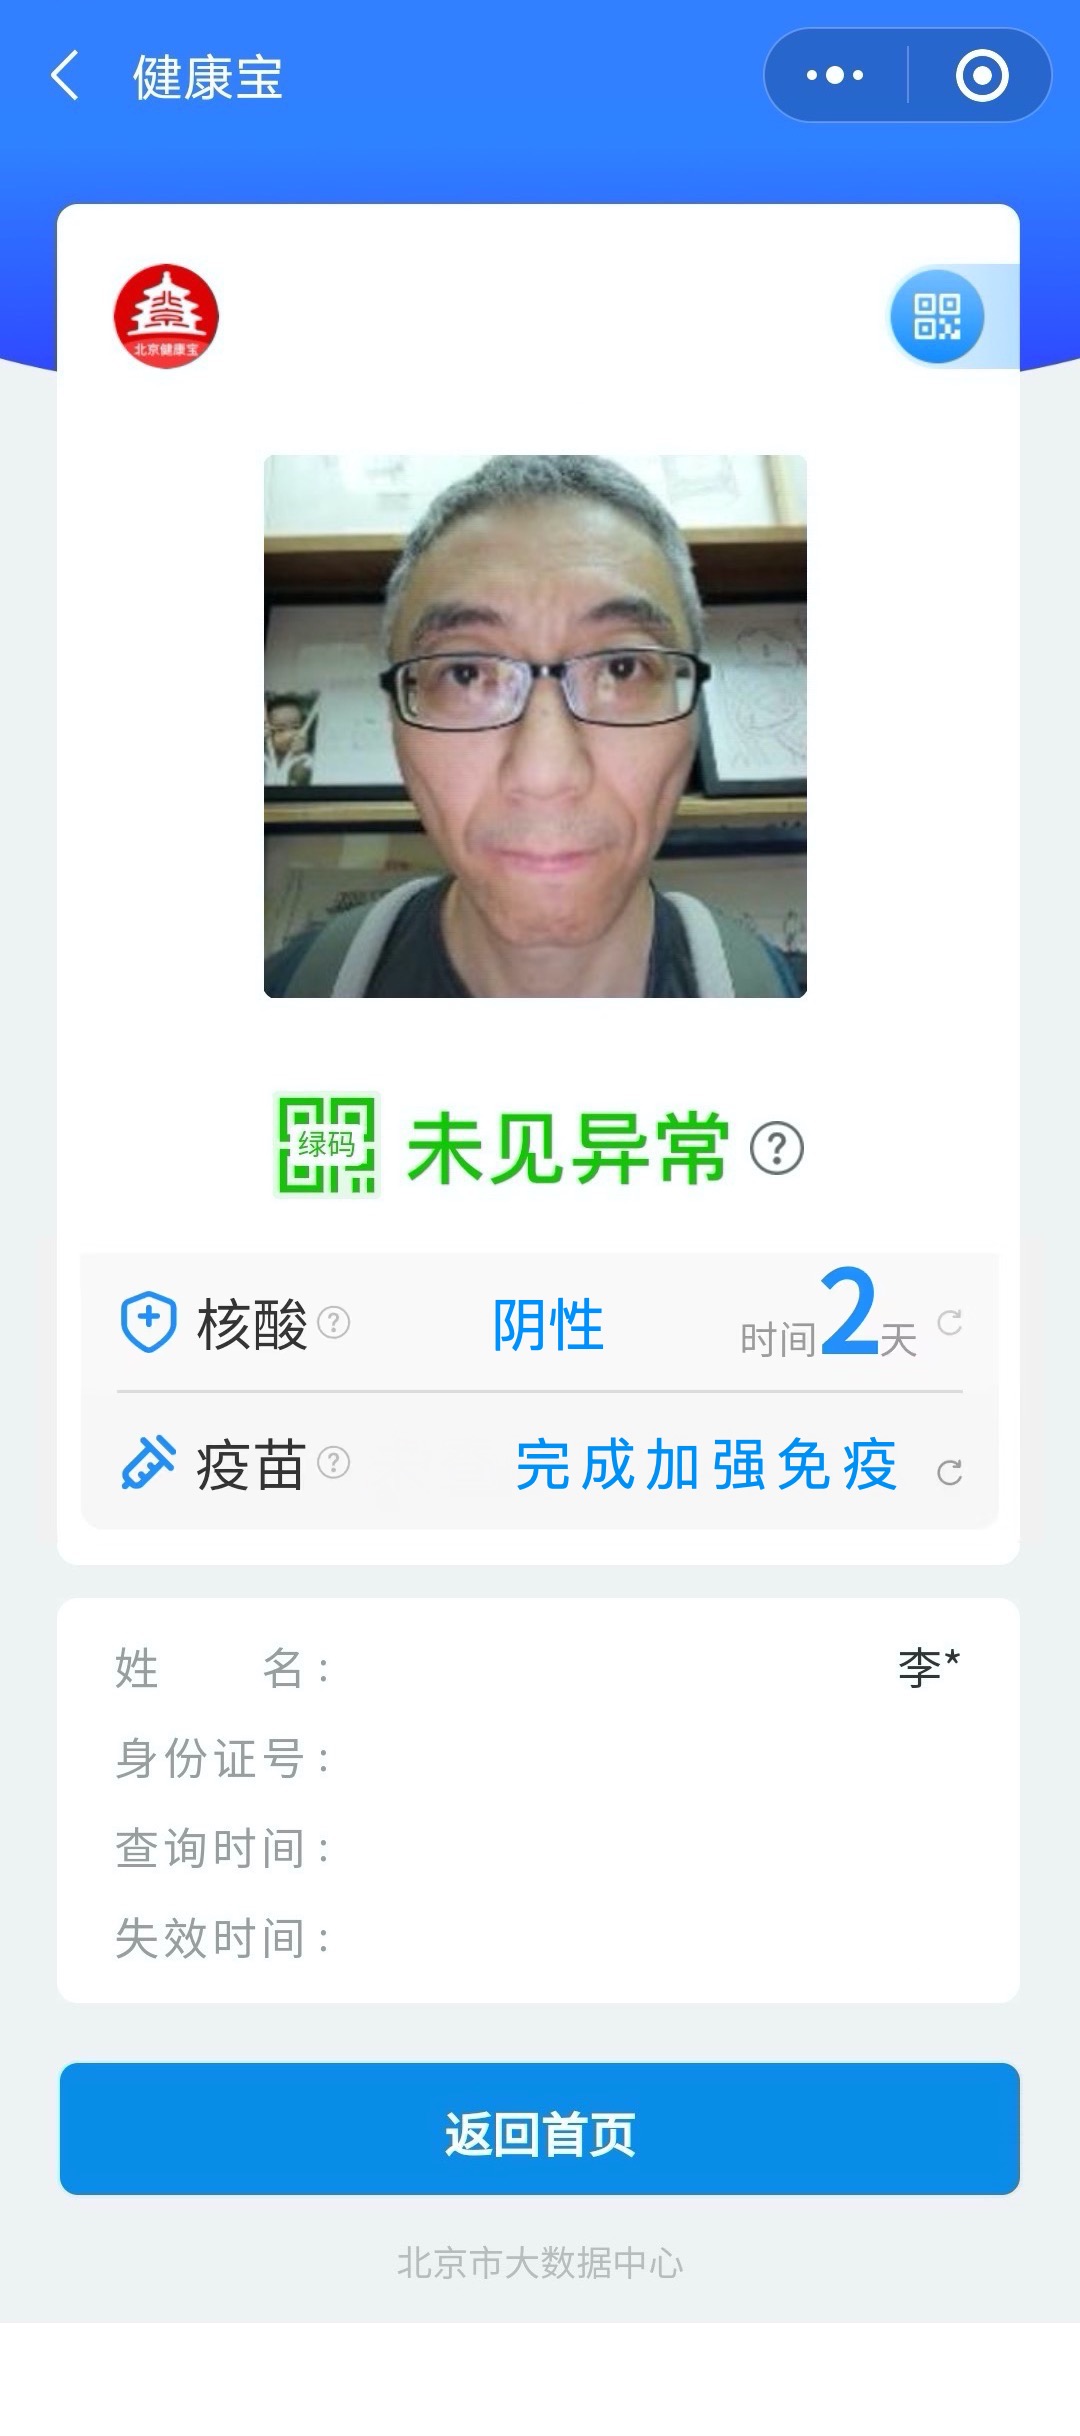 健康宝
北京
北京健康宝
绿码 未见异常 ?
核酸 ? 阴性 时间2天
疫苗 ? 完成加强免疫
姓名： 李*
身份证号：
查询时间：
失效时间：
返回首页
北京市大数据中心